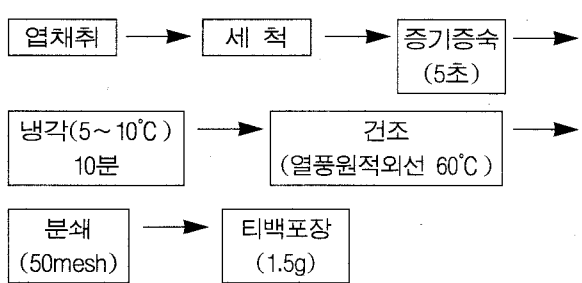 엽채취 세 척 증기증숙
(5초)
냉각(5~10℃)
10분
건조
(열풍원적외선 60℃)
분쇄
(50mesh)
티백포장
(1.5g)